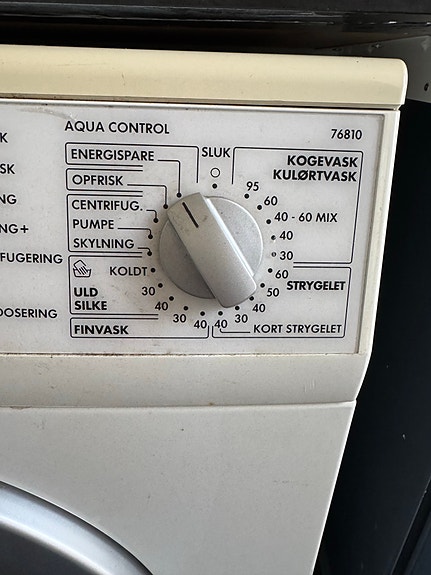 AQUA CONTROL
76810
ENERGISPARE
SLUK
KOGEVASK
KULØRTVASK
OPFRISK
95
60
CENTRIFUG.
40 - 60 MIX
PUMPE
40
SKYLNING
30
KOLDT
60
STRYGELET
ULD
SILKE
30
50
40
40
FINVASK
30
40
40
30
KORT STRYGELET
K
SK
NG
NG+
FUGERING
DOSERING